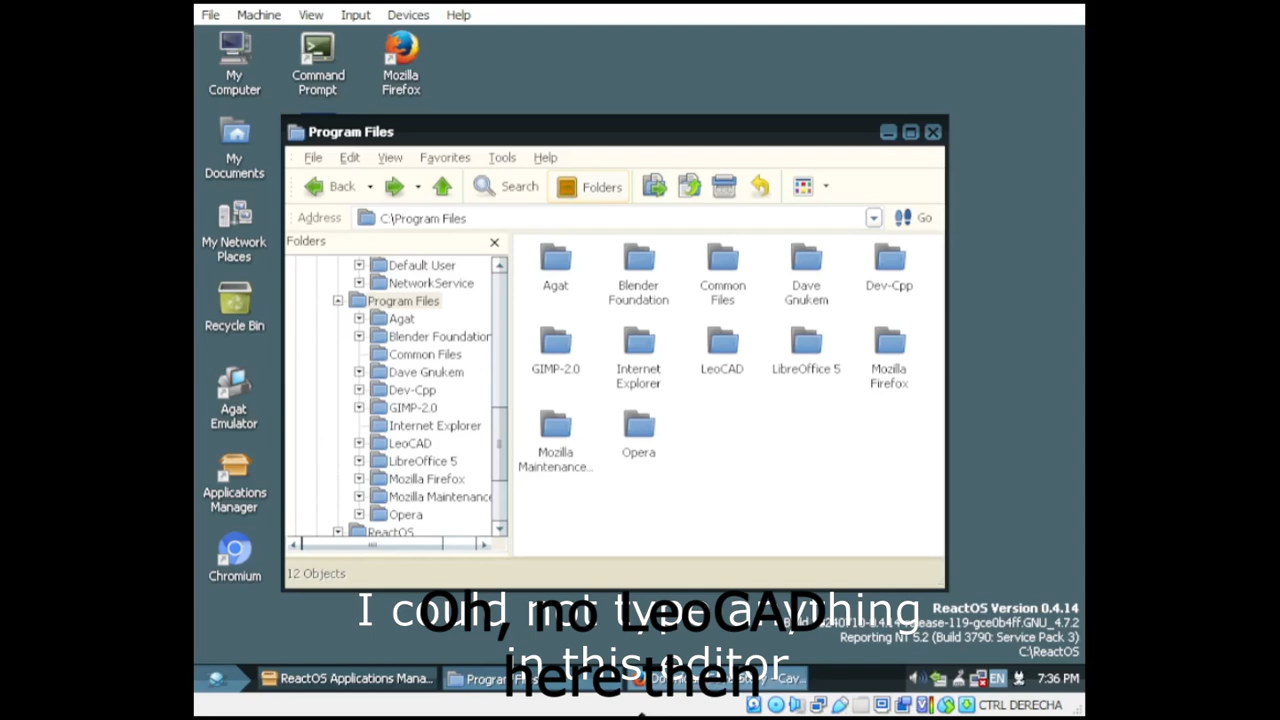 File Machine View Input Devices Help
My Computer
Command Prompt
Mozilla Firefox
My Documents
My Network Places
Recycle Bin
Agat Emulator
Applications Manager
Chromium
Program Files
File Edit View Favorites Tools Help
Back Search Folders
Address C:\Program Files Go
Folders
Default User
NetworkService
Program Files
Agat
Blender Foundation
Common Files
Dave Gnukem
Dev-Cpp
GIMP-2.0
Internet Explorer
LeoCAD
LibreOffice 5
Mozilla Firefox
Mozilla Maintenance
Opera
ReactOS
Agat
Blender Foundation
Common Files
Dave Gnukem
Dev-Cpp
GIMP-2.0
Internet Explorer
LeoCAD
LibreOffice 5
Mozilla Firefox
Mozilla Maintenance...
Opera
12 Objects
I could not type anything
in this editor
Oh, no LeoCAD
here then
ReactOS Version 0.4.14
Reporting NT 5.2 (Build 3790: Service Pack 3)
C:\ReactOS
ReactOS Applications Mana...
EN 7:36 PM
CTRL DERECHA